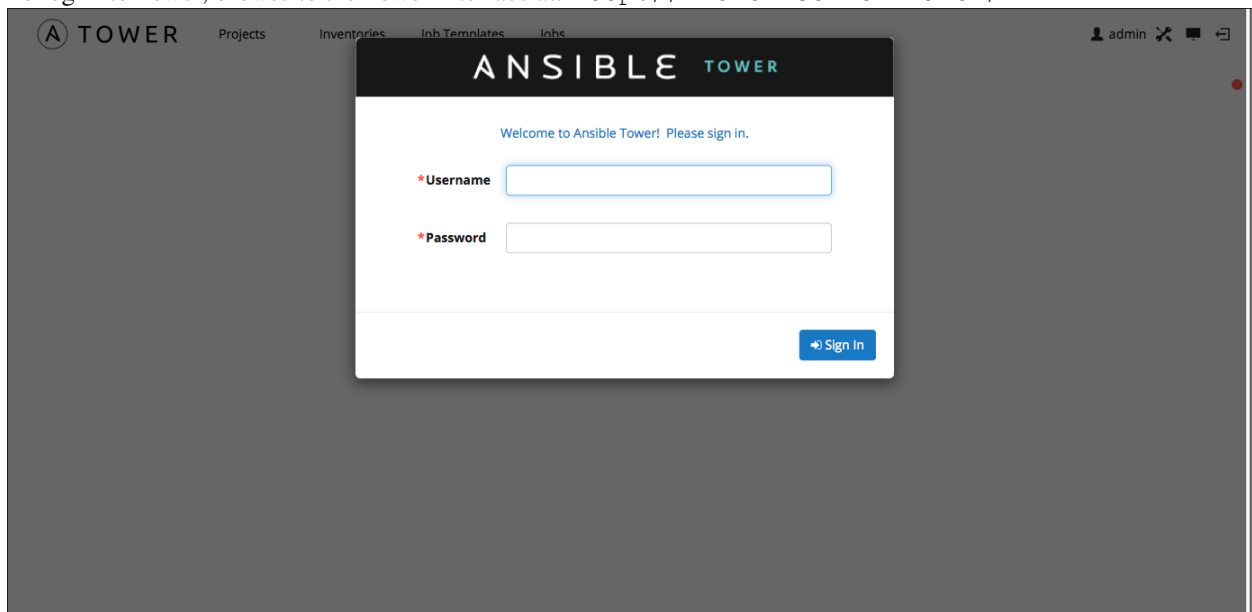 TOWER Projects Inventories Job Templates Jobs admin
ANSIBLE TOWER
Welcome to Ansible Tower! Please sign in.
*Username
*Password
Sign In